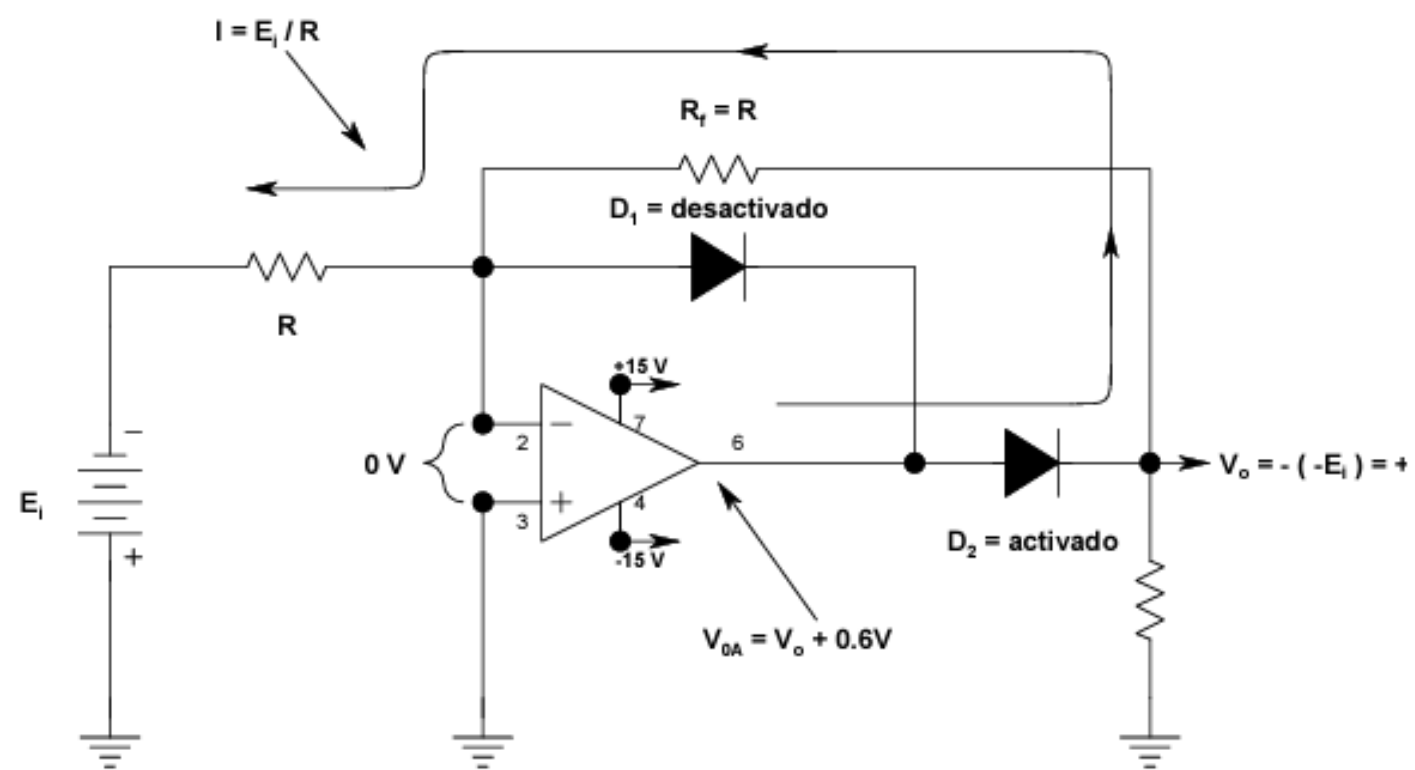 I = Eᵢ / R
R_f = R
D₁ = desactivado
R
+15 V
7
2
−
6
0 V
+
3
4
-15 V
−
Eᵢ
+
Vₒ = - ( -Eᵢ ) = +
D₂ = activado
V₀A = Vₒ + 0.6V